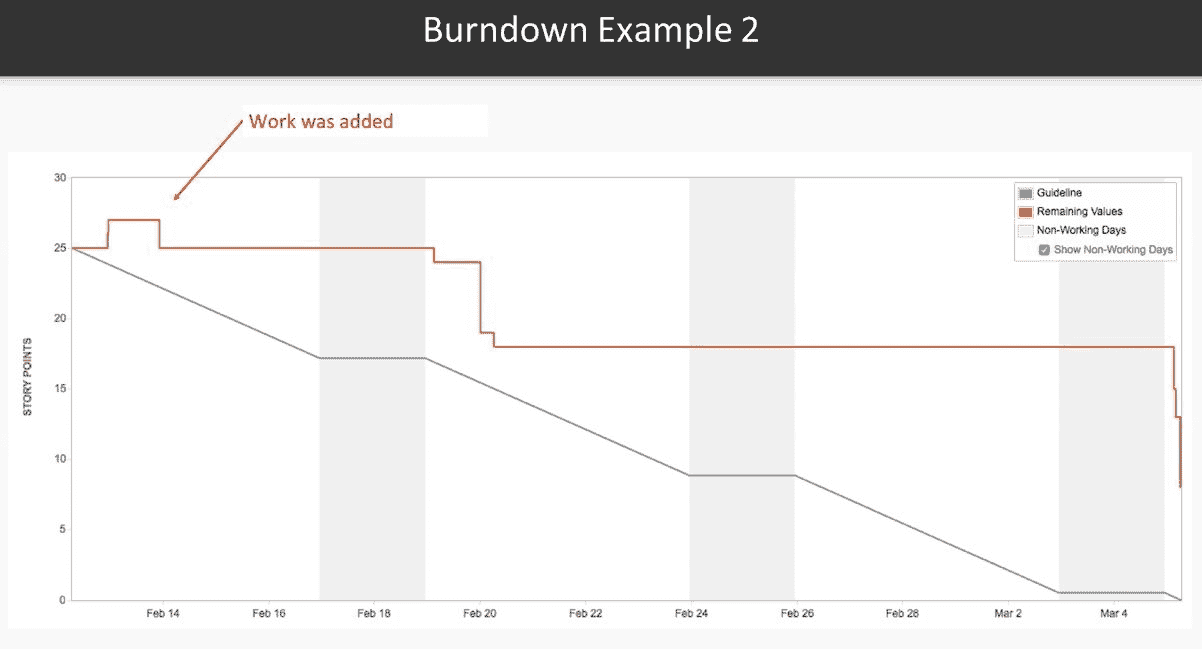 Burndown Example 2
Work was added
30
25
20
15
10
5
0
STORY POINTS
Guideline
Remaining Values
Non-Working Days
Show Non-Working Days
Feb 14
Feb 16
Feb 18
Feb 20
Feb 22
Feb 24
Feb 26
Feb 28
Mar 2
Mar 4